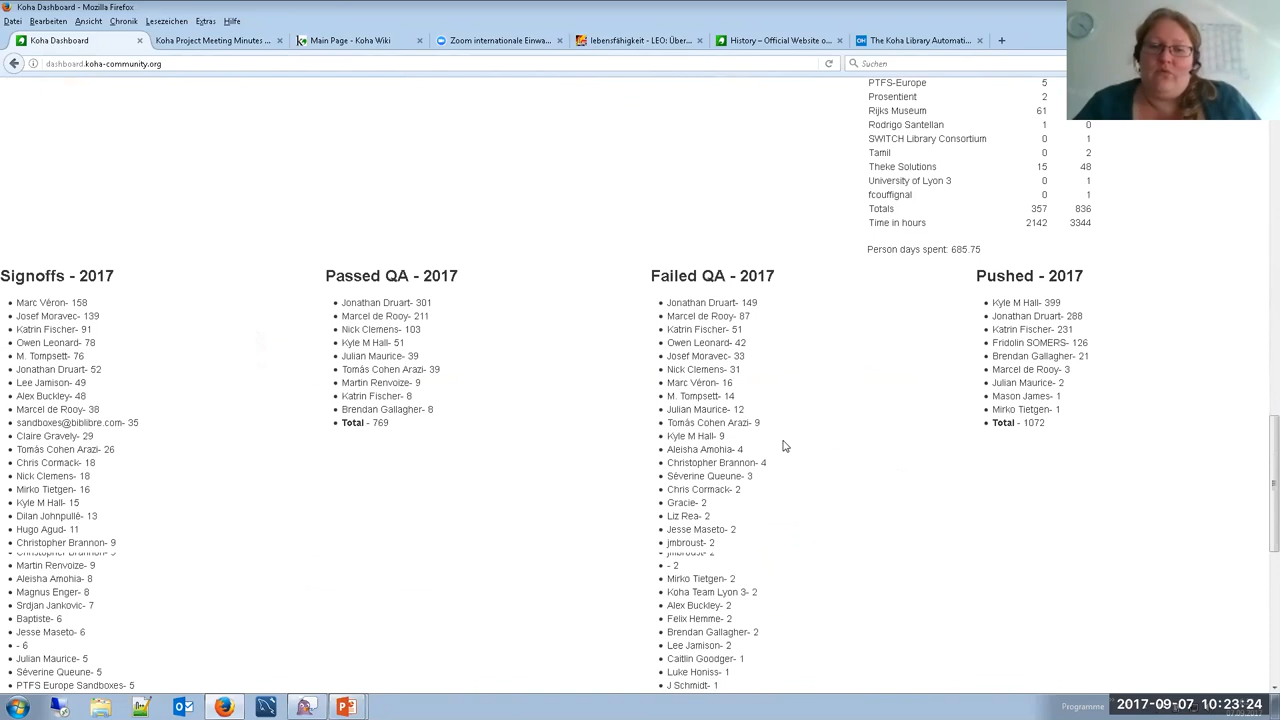 Koha Dashboard - Mozilla Firefox
Datei Bearbeiten Ansicht Chronik Lesezeichen Extras Hilfe
Koha Dashboard × Koha Project Meeting Minutes ... × Main Page - Koha Wiki × Zoom internationale Einwa... × lebensfähigkeit - LEO: Über... × History – Official Website o... × The Koha Library Automati... × +
dashboard.koha-community.org
Suchen
PTFS-Europe 5
Prosentient 2
Rijks Museum 61
Rodrigo Santellan 1 0
SWITCH Library Consortium 0 1
Tamil 0 2
Theke Solutions 15 48
University of Lyon 3 0 1
fcouffignal 0 1
Totals 357 836
Time in hours 2142 3344
Person days spent: 685.75
Signoffs - 2017
Marc Véron- 158
Josef Moravec- 139
Katrin Fischer- 91
Owen Leonard- 78
M. Tompsett- 76
Jonathan Druart- 52
Lee Jamison- 49
Alex Buckley- 48
Marcel de Rooy- 38
sandboxes@biblibre.com- 35
Claire Gravely- 29
Tomás Cohen Arazi- 26
Chris Cormack- 18
Nick Clemens- 18
Mirko Tietgen- 16
Kyle M Hall- 15
Dilan Johnpullé- 13
Hugo Agud- 11
Christopher Brannon- 9
Christopher Brannon- 9
Martin Renvoize- 9
Aleisha Amohia- 8
Magnus Enger- 8
Srdjan Jankovic- 7
Baptiste- 6
Jesse Maseto- 6
- 6
Julian Maurice- 5
Séverine Queune- 5
PTFS Europe Sandboxes- 5
Passed QA - 2017
Jonathan Druart- 301
Marcel de Rooy- 211
Nick Clemens- 103
Kyle M Hall- 51
Julian Maurice- 39
Tomás Cohen Arazi- 39
Martin Renvoize- 9
Katrin Fischer- 8
Brendan Gallagher- 8
Total - 769
Failed QA - 2017
Jonathan Druart- 149
Marcel de Rooy- 87
Katrin Fischer- 51
Owen Leonard- 42
Josef Moravec- 33
Nick Clemens- 31
Marc Véron- 16
M. Tompsett- 14
Julian Maurice- 12
Tomás Cohen Arazi- 9
Kyle M Hall- 9
Aleisha Amohia- 4
Christopher Brannon- 4
Séverine Queune- 3
Chris Cormack- 2
Gracie- 2
Liz Rea- 2
Jesse Maseto- 2
jmbroust- 2
jmbroust- 2
- 2
Mirko Tietgen- 2
Koha Team Lyon 3- 2
Alex Buckley- 2
Felix Hemme- 2
Brendan Gallagher- 2
Lee Jamison- 2
Caitlin Goodger- 1
Luke Honiss- 1
J Schmidt- 1
Pushed - 2017
Kyle M Hall- 399
Jonathan Druart- 288
Katrin Fischer- 231
Fridolin SOMERS- 126
Brendan Gallagher- 21
Marcel de Rooy- 3
Julian Maurice- 2
Mason James- 1
Mirko Tietgen- 1
Total - 1072
Programme
2017-09-07 10:23:24